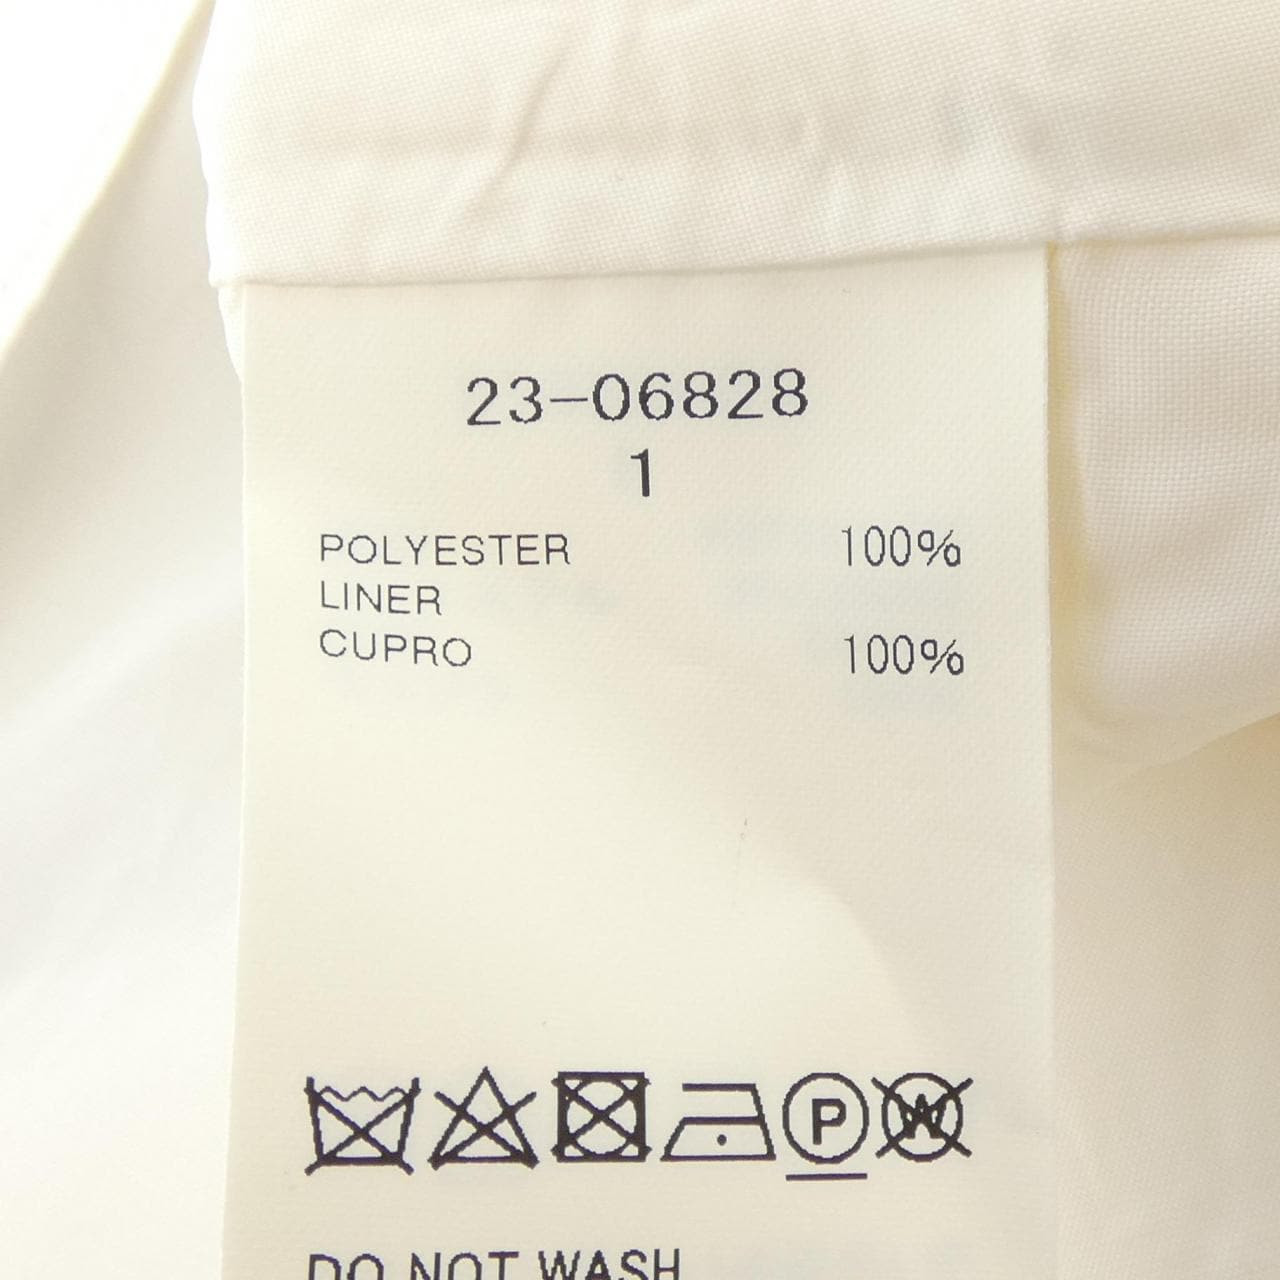 23-06828
1
POLYESTER 100%
LINER
CUPRO 100%
P W
DO NOT WASH